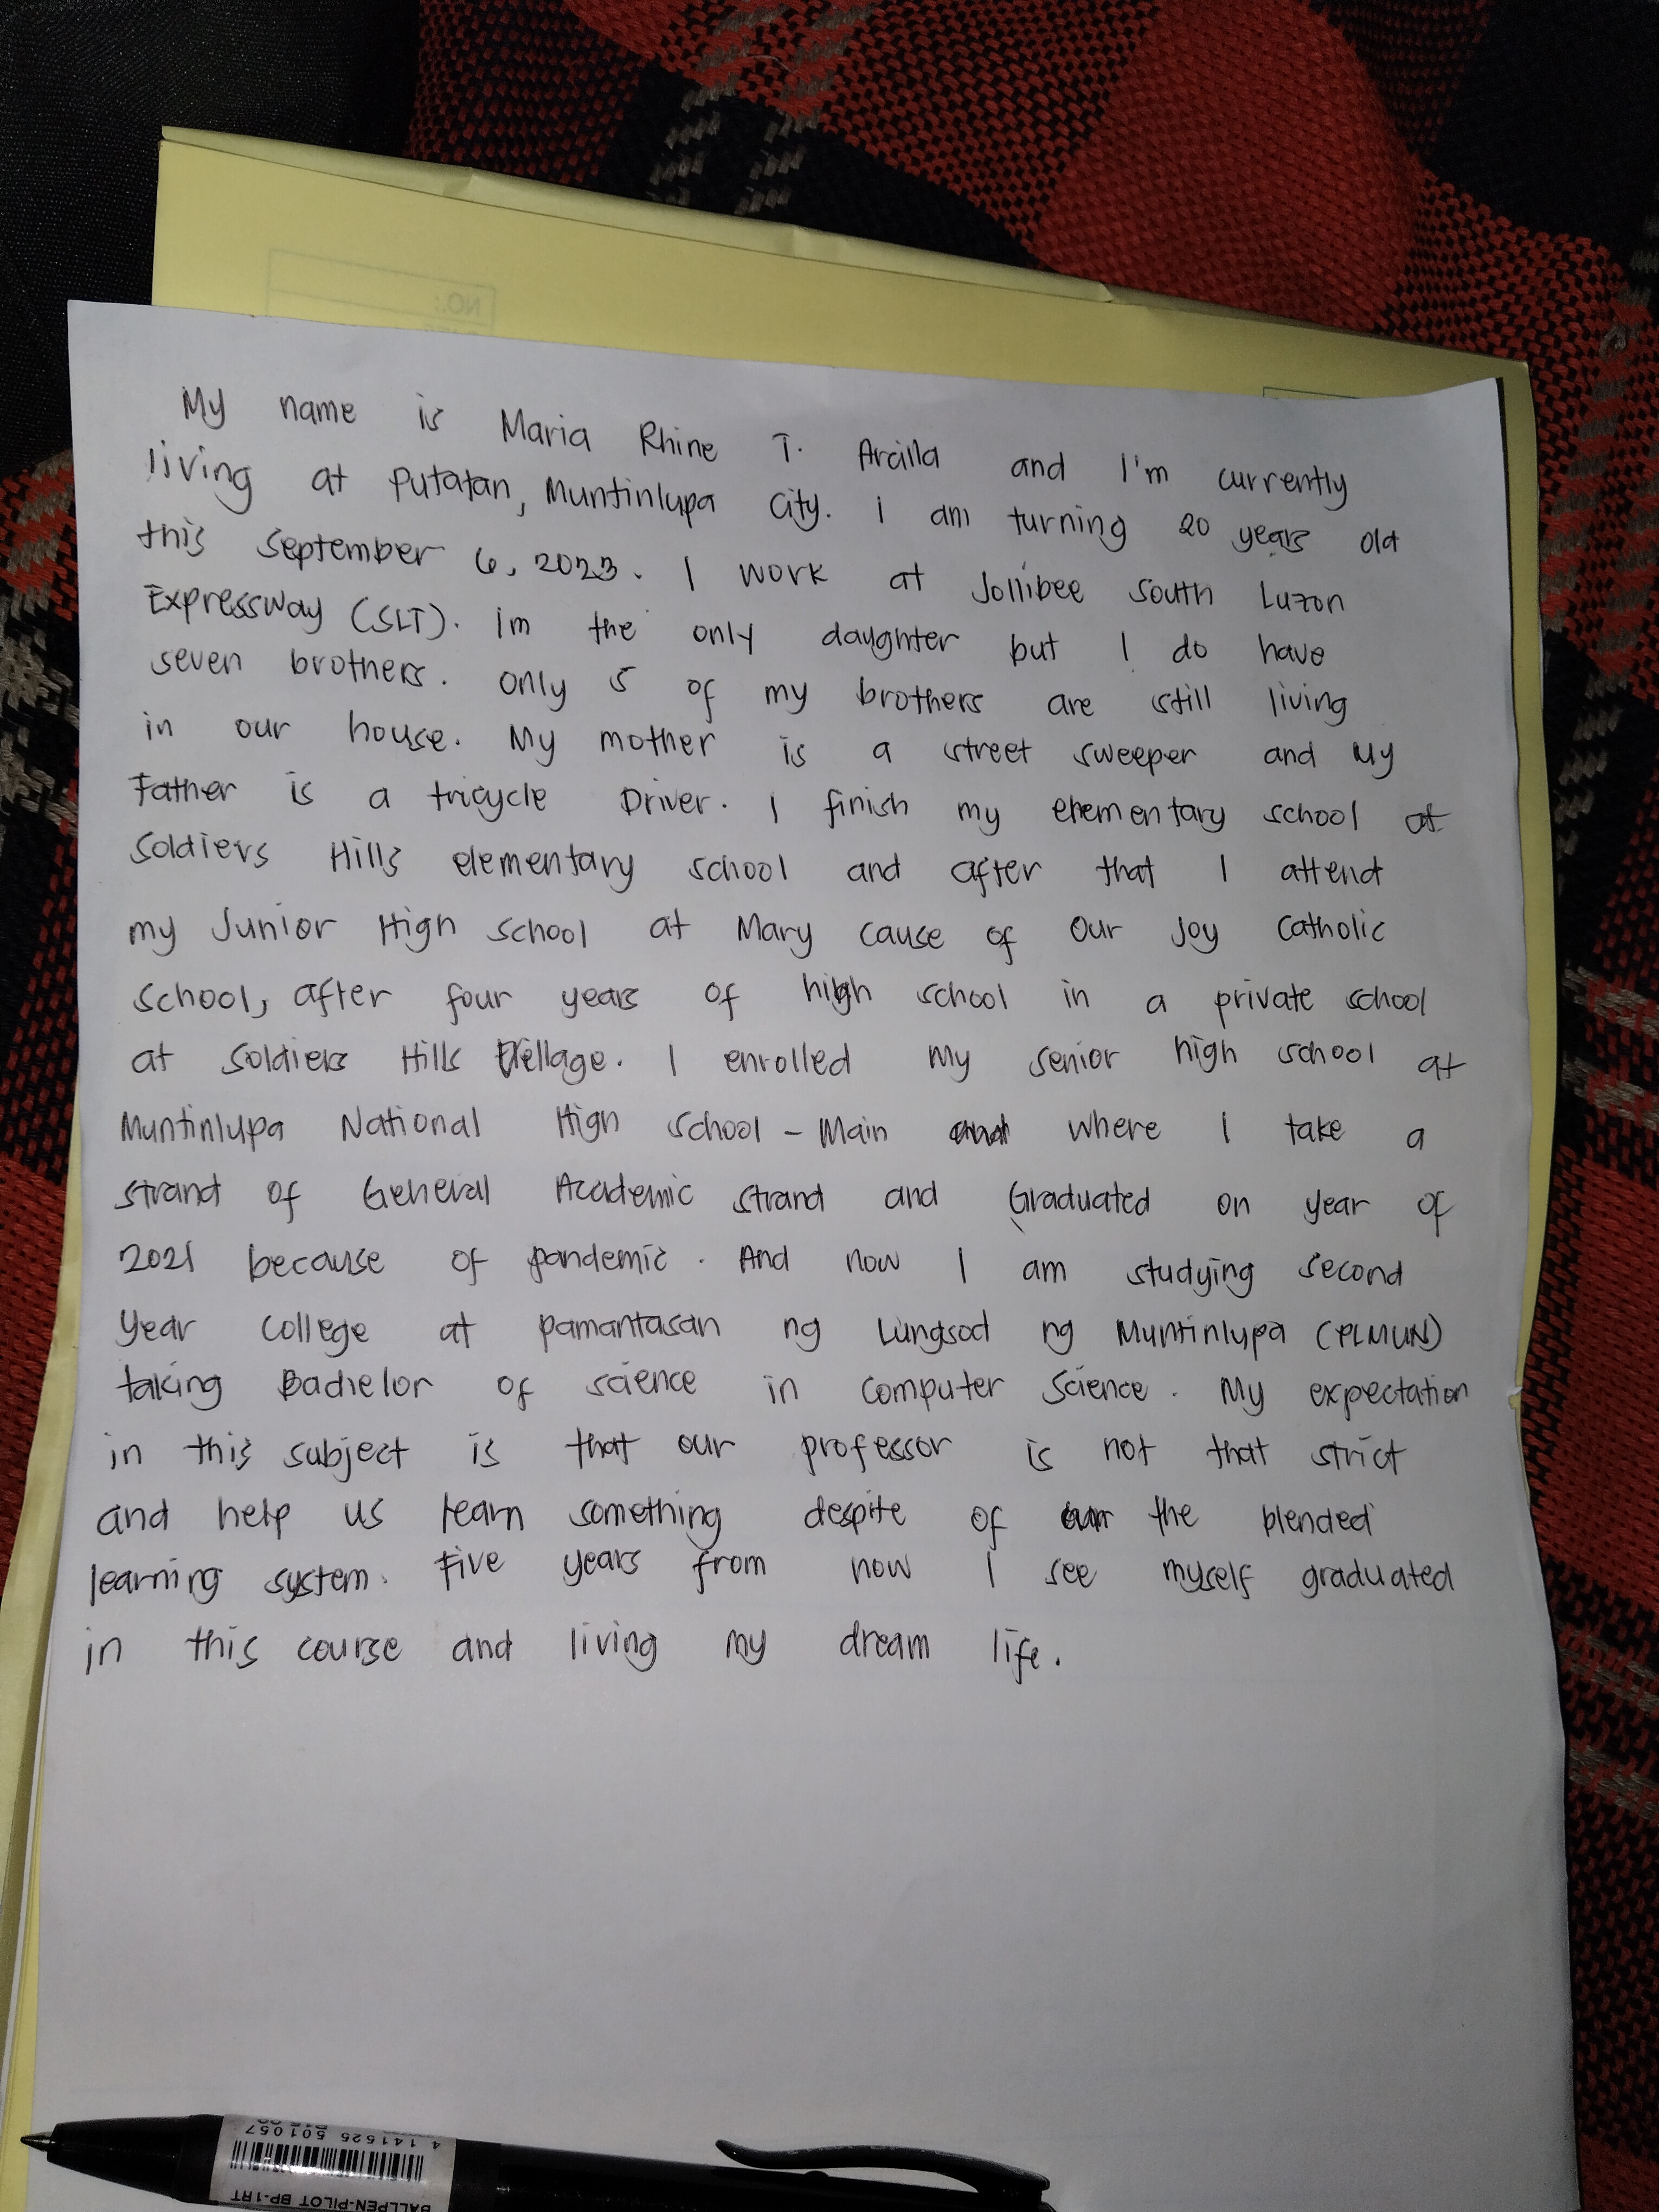 NO.:
My name is Maria Rhine T. Arcilla and I'm currently
living at Putatan, Muntinlupa City. I am turning 20 years old
this September 6, 2023. I work at Jollibee South Luzon
ExpressWay (SLT). Im the only daughter but I do have
seven brothers. Only 5 of my brothers are still living
in our house. My mother is a street sweeper and My
Father is a tricycle Driver. I finish my elementary school at
Soldiers Hills elementary school and after that I attend
my Junior High School at Mary Cause of Our Joy Catholic
School, after four years of high school in a private school
at Soldiers Hills Village. I enrolled My senior high school at
Muntinlupa National High School - Main where I take a
strand of General Academic Strand and Graduated on year of
2021 because of pandemic. And now I am studying second
Year College at Pamantasan ng Lungsod ng Muntinlupa (PLMUN)
taking Bachelor of science in Computer Science. My expectation
in this subject is that our professor is not that strict
and help us learn something despite of the blended
learning system. Five years from now I see myself graduated
in this course and living my dream life.
4 141525 501057
BALLPEN-PILOT BP-1RT